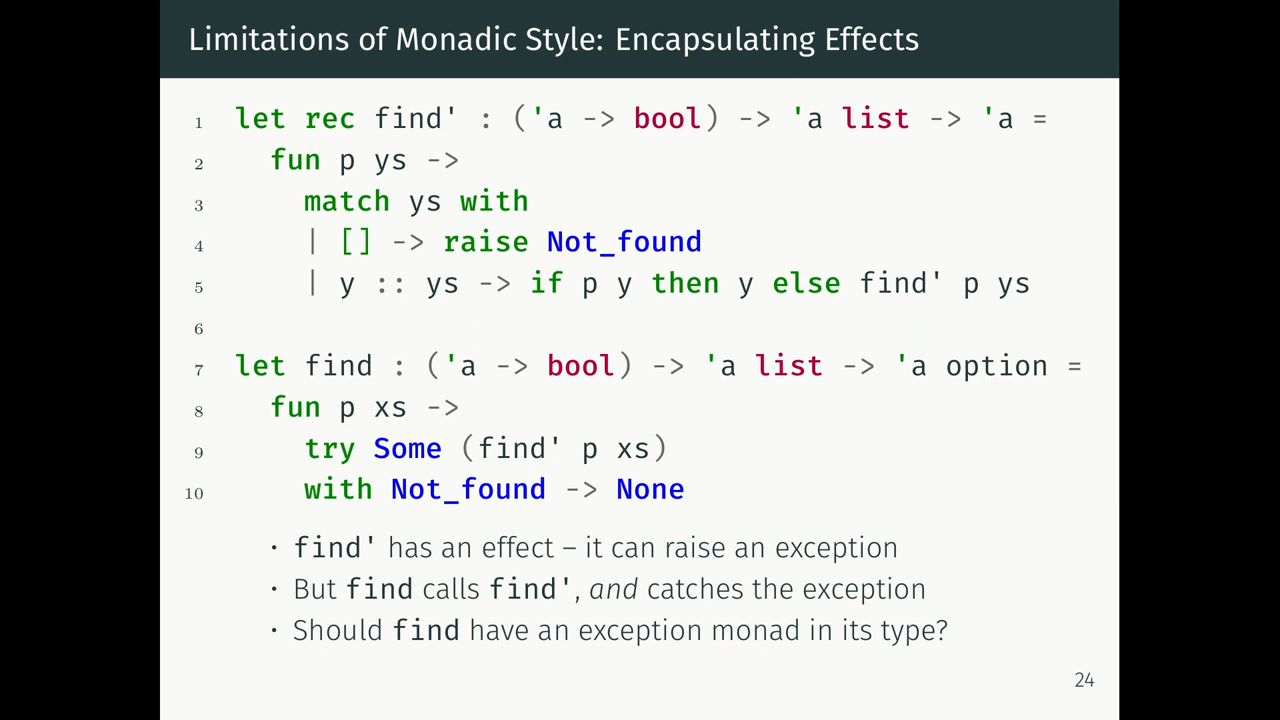 Limitations of Monadic Style: Encapsulating Effects
1 let rec find' : ('a -> bool) -> 'a list -> 'a =
2 fun p ys ->
3 match ys with
4 | [] -> raise Not_found
5 | y :: ys -> if p y then y else find' p ys
6
7 let find : ('a -> bool) -> 'a list -> 'a option =
8 fun p xs ->
9 try Some (find' p xs)
10 with Not_found -> None
• find' has an effect – it can raise an exception
• But find calls find', and catches the exception
• Should find have an exception monad in its type?
24